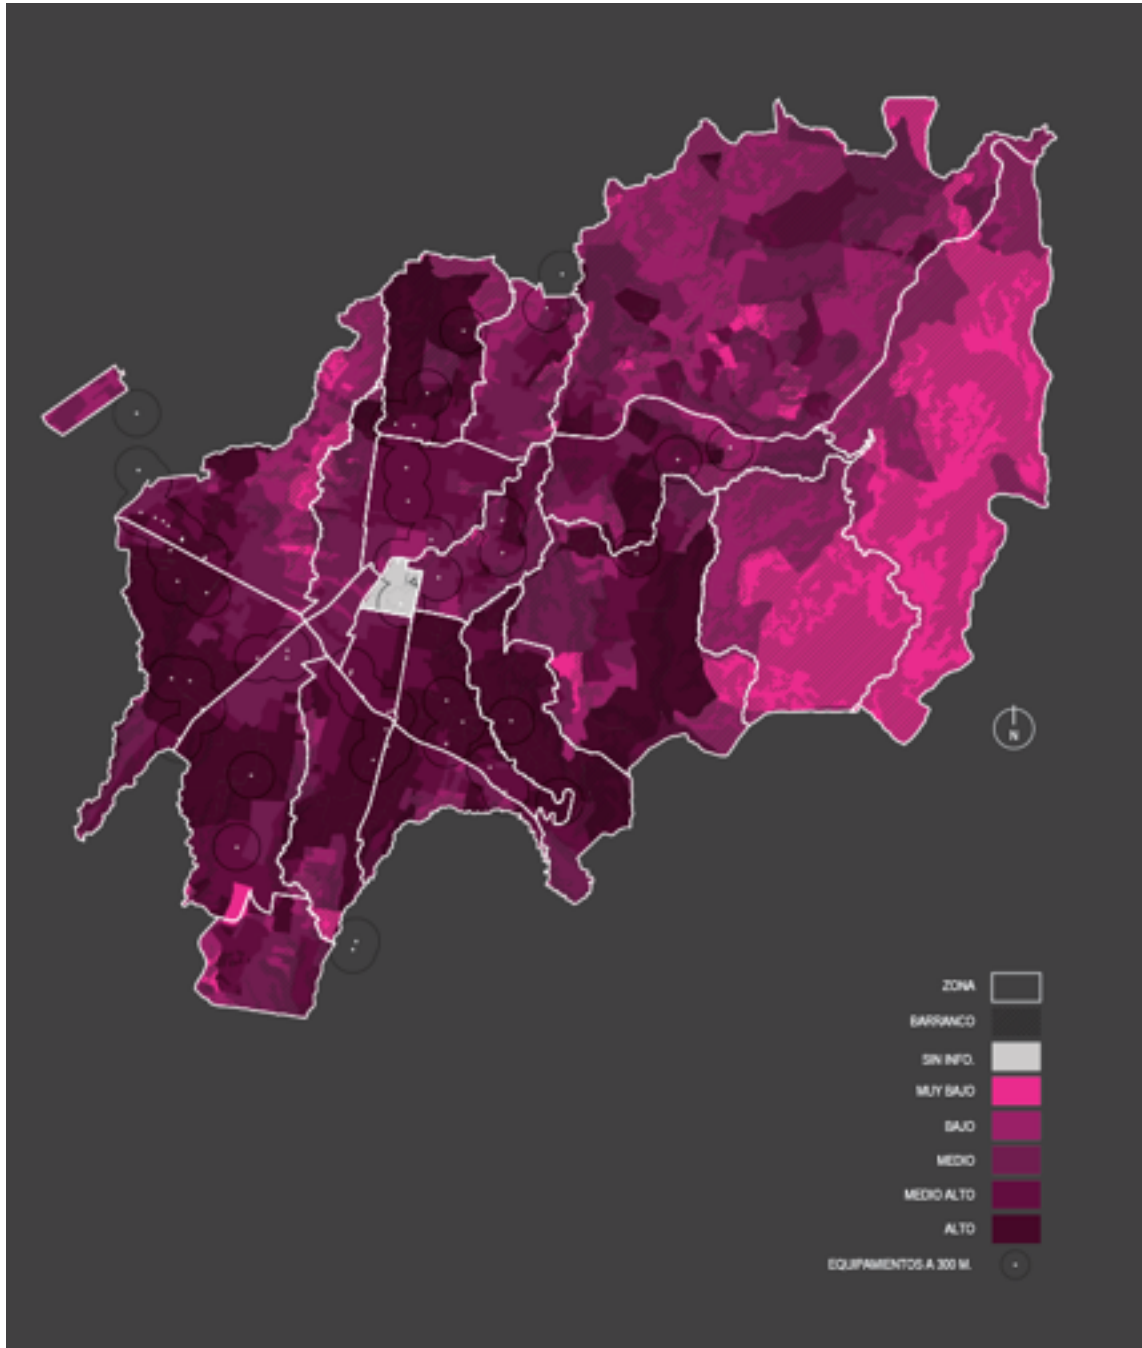 N
ZONA
BARRANCO
SIN INFO.
MUY BAJO
BAJO
MEDIO
MEDIO ALTO
ALTO
EQUIPAMIENTOS A 300 M.